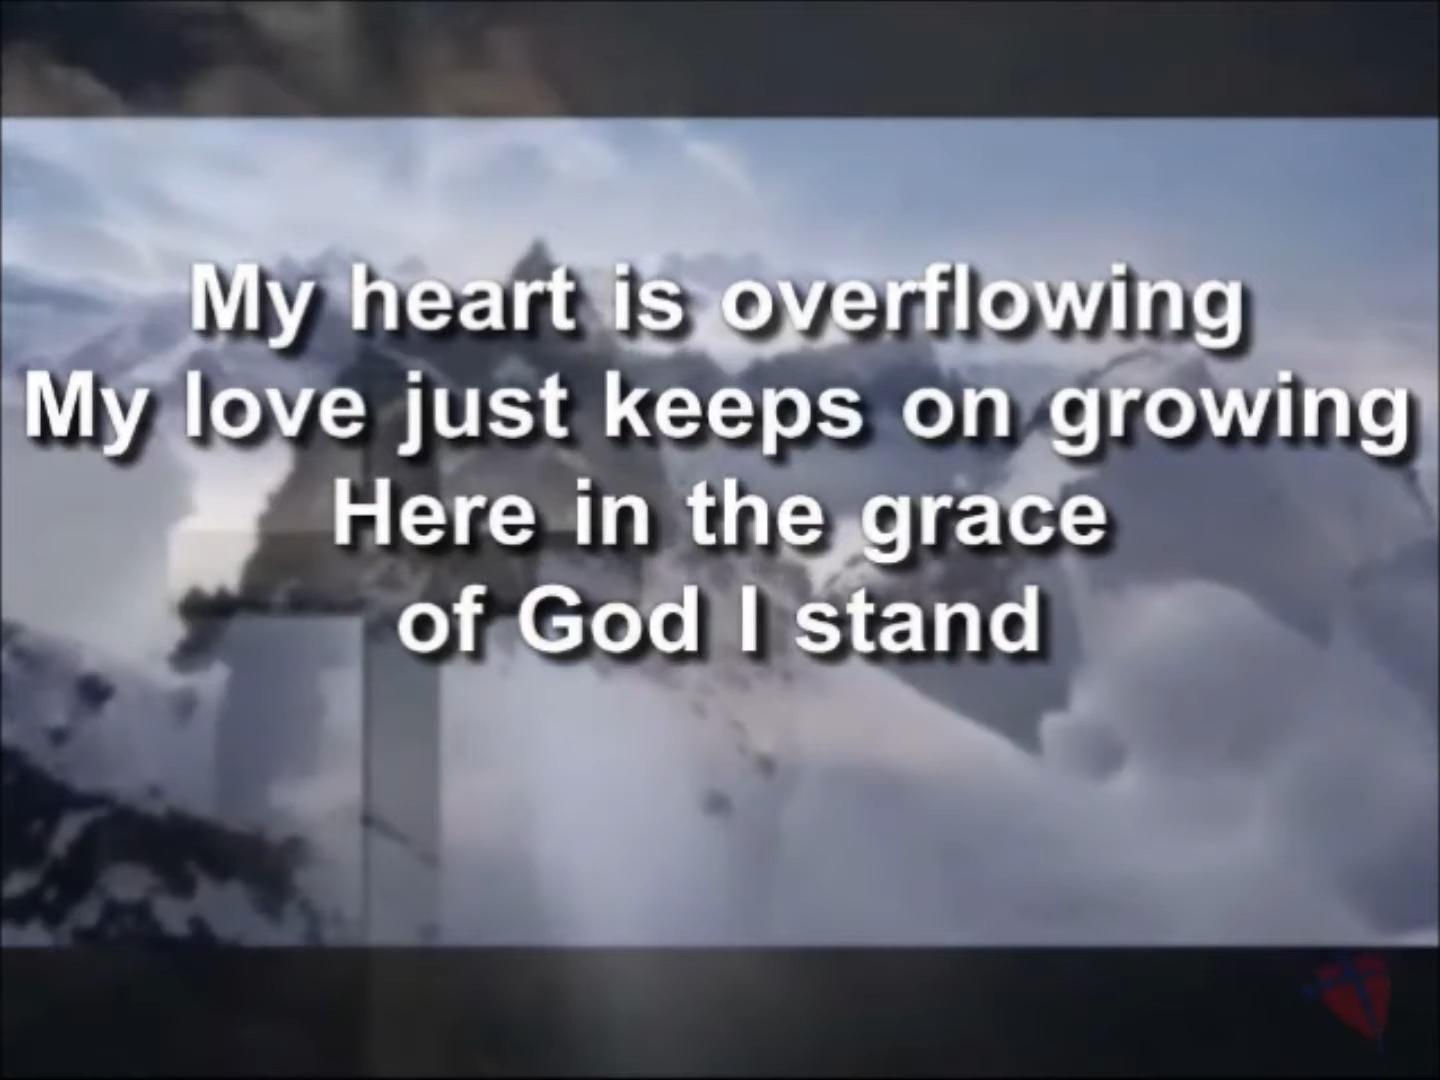 My heart is overflowing
My love just keeps on growing
Here in the grace
of God I stand